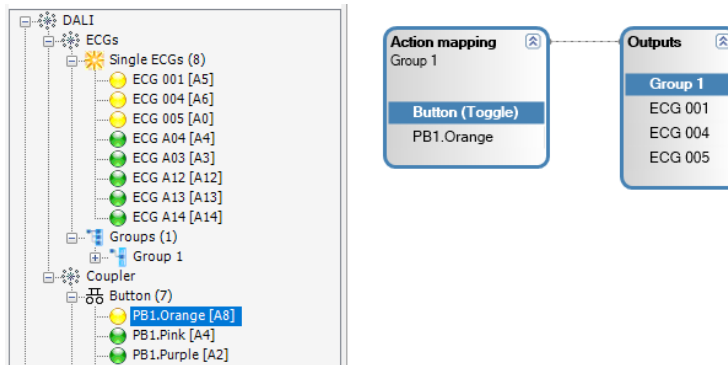 DALI
ECGs
Single ECGs (8)
ECG 001 [A5]
ECG 004 [A6]
ECG 005 [A0]
ECG A04 [A4]
ECG A03 [A3]
ECG A12 [A12]
ECG A13 [A13]
ECG A14 [A14]
Groups (1)
Group 1
Coupler
Button (7)
PB1.Orange [A8]
PB1.Pink [A4]
PB1.Purple [A2]
Action mapping
Group 1
Button (Toggle)
PB1.Orange
Outputs
Group 1
ECG 001
ECG 004
ECG 005